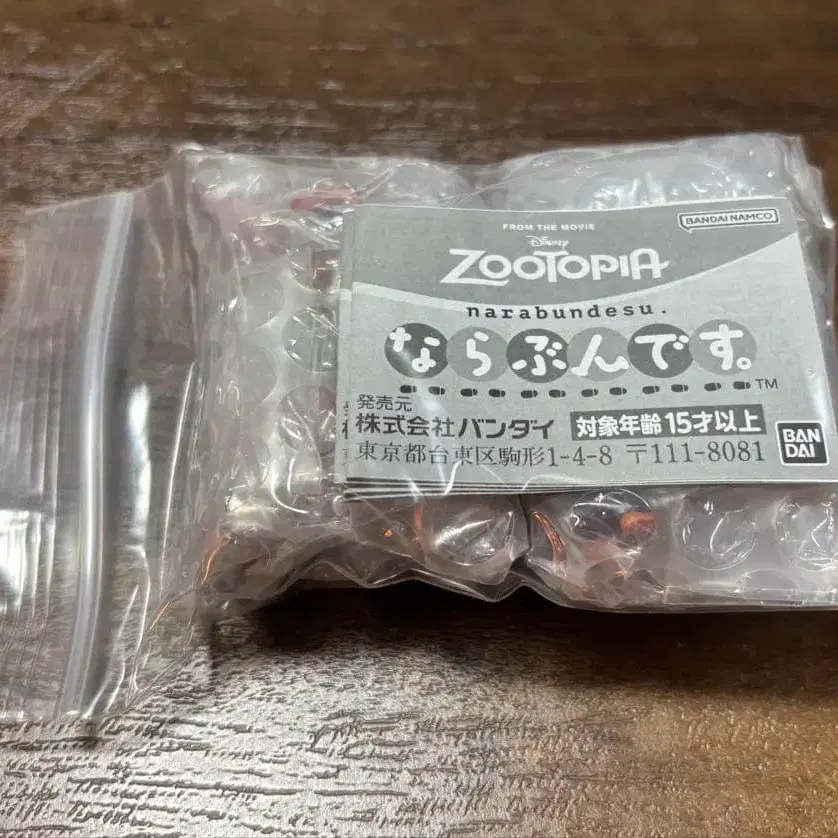 FROM THE MOVIE
BANDAI NAMCO
Disney
ZOOTOPIA
narabundesu.
ならぶんです。
TM
発売元
株式会社バンダイ 対象年齢15才以上
東京都台東区駒形1-4-8 〒111-8081
BAN
DAI